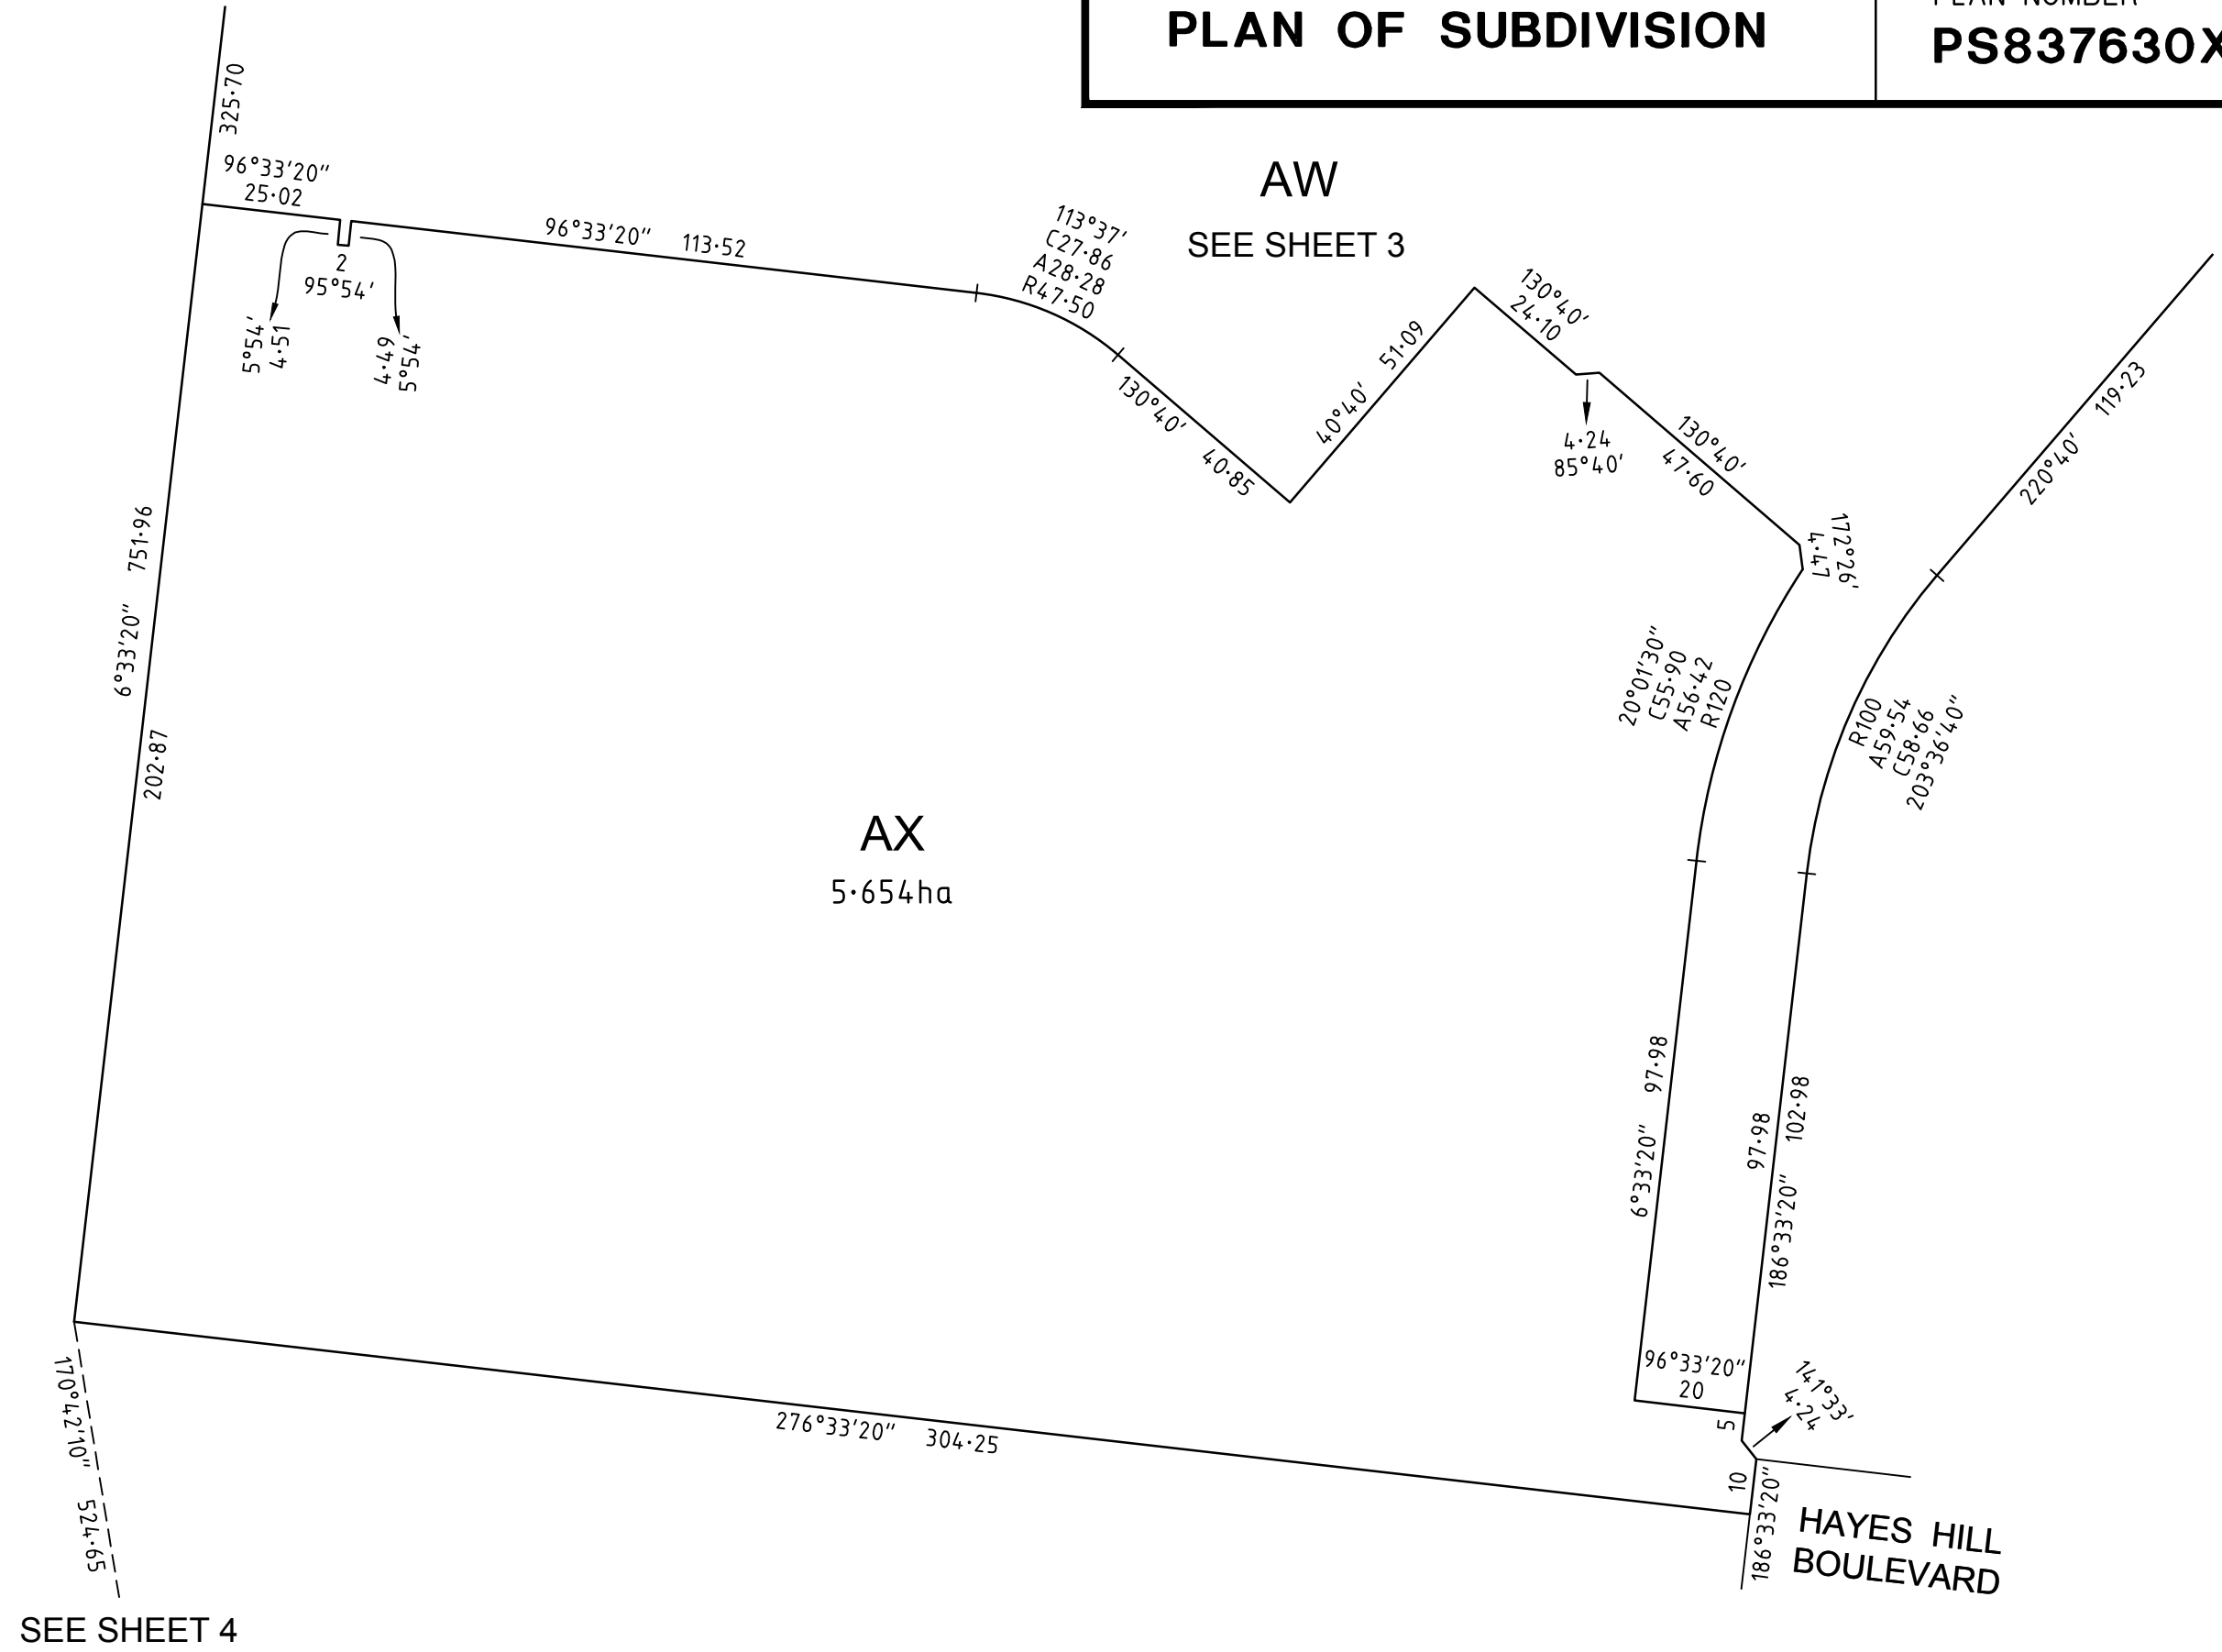 PLAN OF SUBDIVISION
PS837630X
325·70
96°33'20"
25·02
AW
SEE SHEET 3
96°33'20" 113·52
113°37'
C27·86
A28·28
R47·50
2
95°54'
5°54'
4·51
4·49
5°54'
130°40'
24·10
40°40' 51·09
130°40' 40·85
4·24
85°40'
130°40'
47·60
220°40' 119·23
172°26'
4·47
6°33'20" 751·96
202·87
20°01'30"
C55·90
A56·42
R120
R100
A59·54
C58·66
203°36'40"
AX
5·654ha
6°33'20" 97·98
97·98
186°33'20" 102·98
96°33'20"
20
5
141°33'
4·24
10
186°33'20"
276°33'20" 304·25
170°42'10" 524·65
HAYES HILL
BOULEVARD
SEE SHEET 4